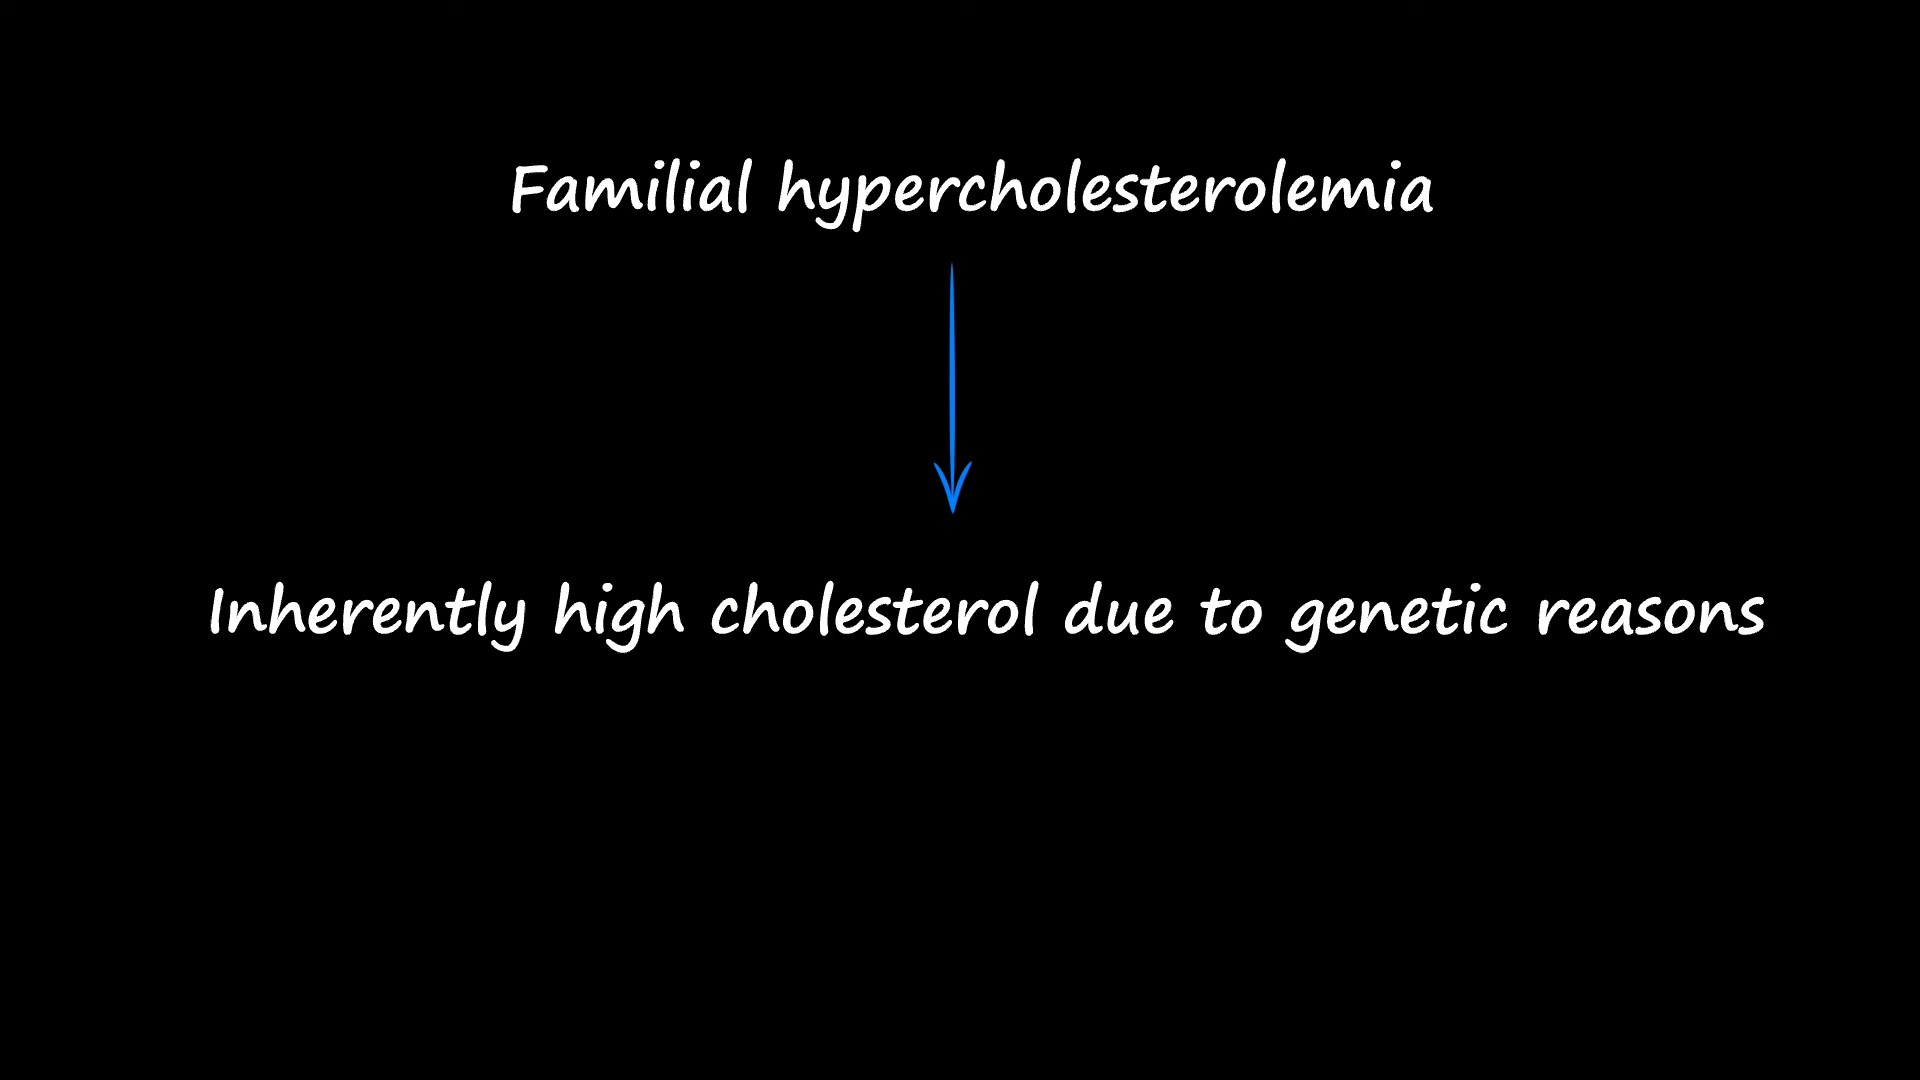 Familial hypercholesterolemia
Inherently high cholesterol due to genetic reasons